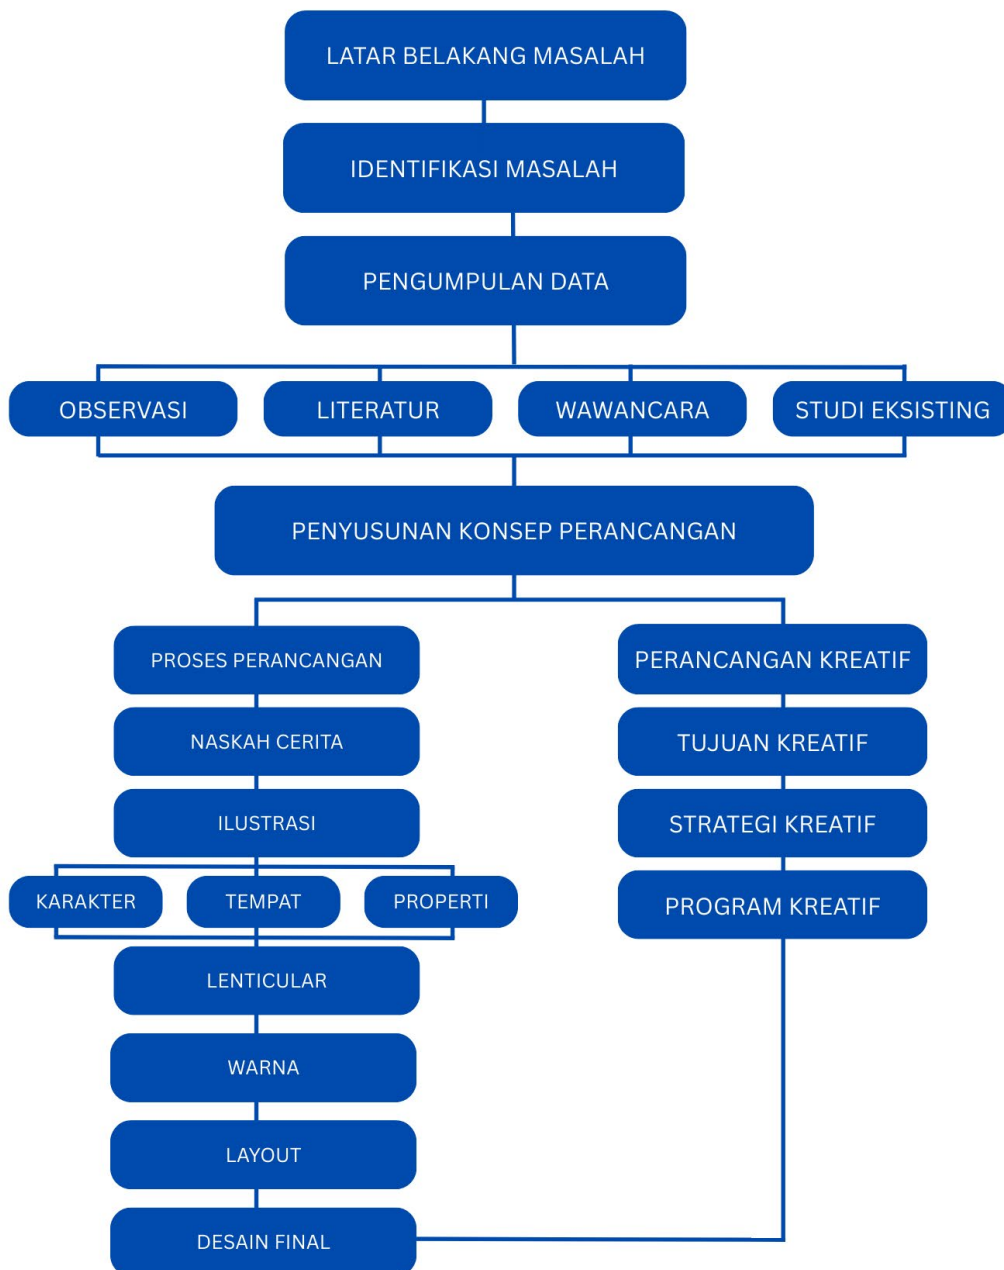 LATAR BELAKANG MASALAH
IDENTIFIKASI MASALAH
PENGUMPULAN DATA
OBSERVASI
LITERATUR
WAWANCARA
STUDI EKSISTING
PENYUSUNAN KONSEP PERANCANGAN
PROSES PERANCANGAN
NASKAH CERITA
ILUSTRASI
KARAKTER
TEMPAT
PROPERTI
LENTICULAR
WARNA
LAYOUT
DESAIN FINAL
PERANCANGAN KREATIF
TUJUAN KREATIF
STRATEGI KREATIF
PROGRAM KREATIF